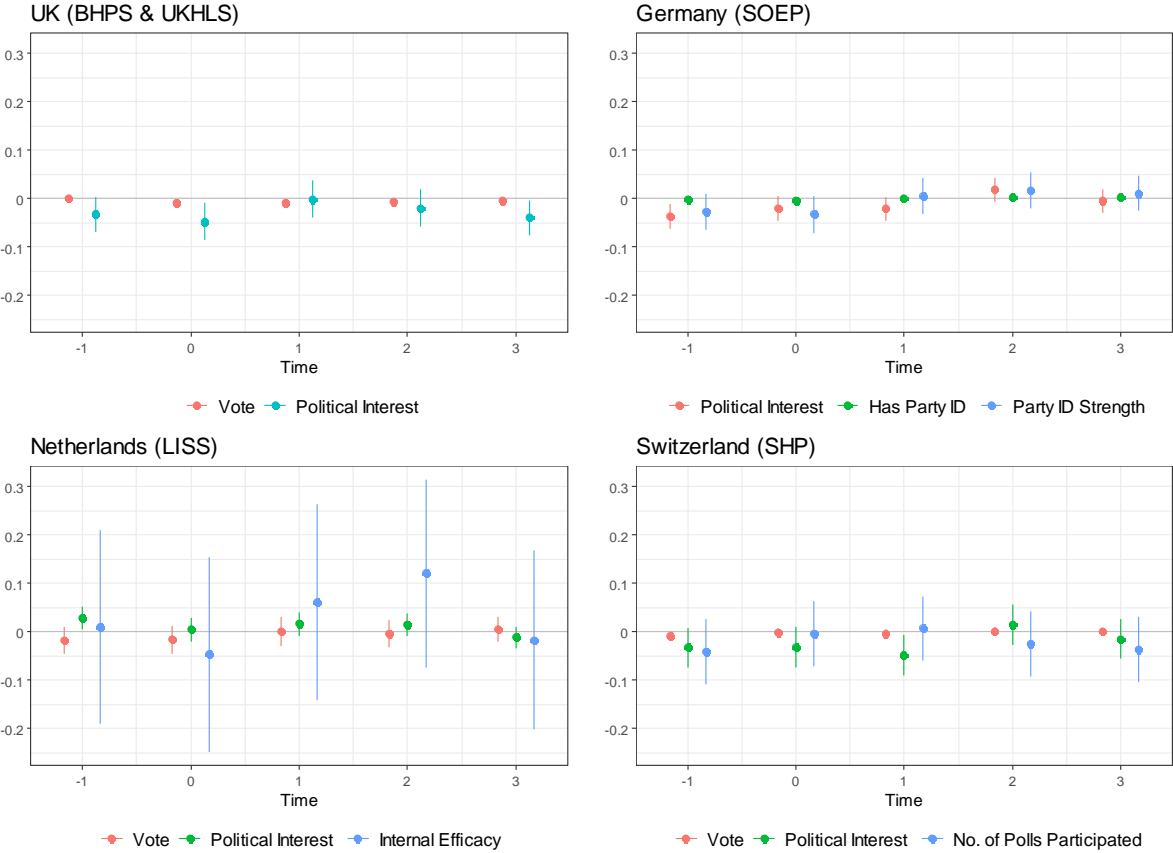 UK (BHPS & UKHLS)
0.3
0.2
0.1
0
-0.1
-0.2
-1 0 1 2 3
Time
Vote Political Interest
Germany (SOEP)
0.3
0.2
0.1
0
-0.1
-0.2
-1 0 1 2 3
Time
Political Interest Has Party ID Party ID Strength
Netherlands (LISS)
0.3
0.2
0.1
0
-0.1
-0.2
-1 0 1 2 3
Time
Vote Political Interest Internal Efficacy
Switzerland (SHP)
0.3
0.2
0.1
0
-0.1
-0.2
-1 0 1 2 3
Time
Vote Political Interest No. of Polls Participated